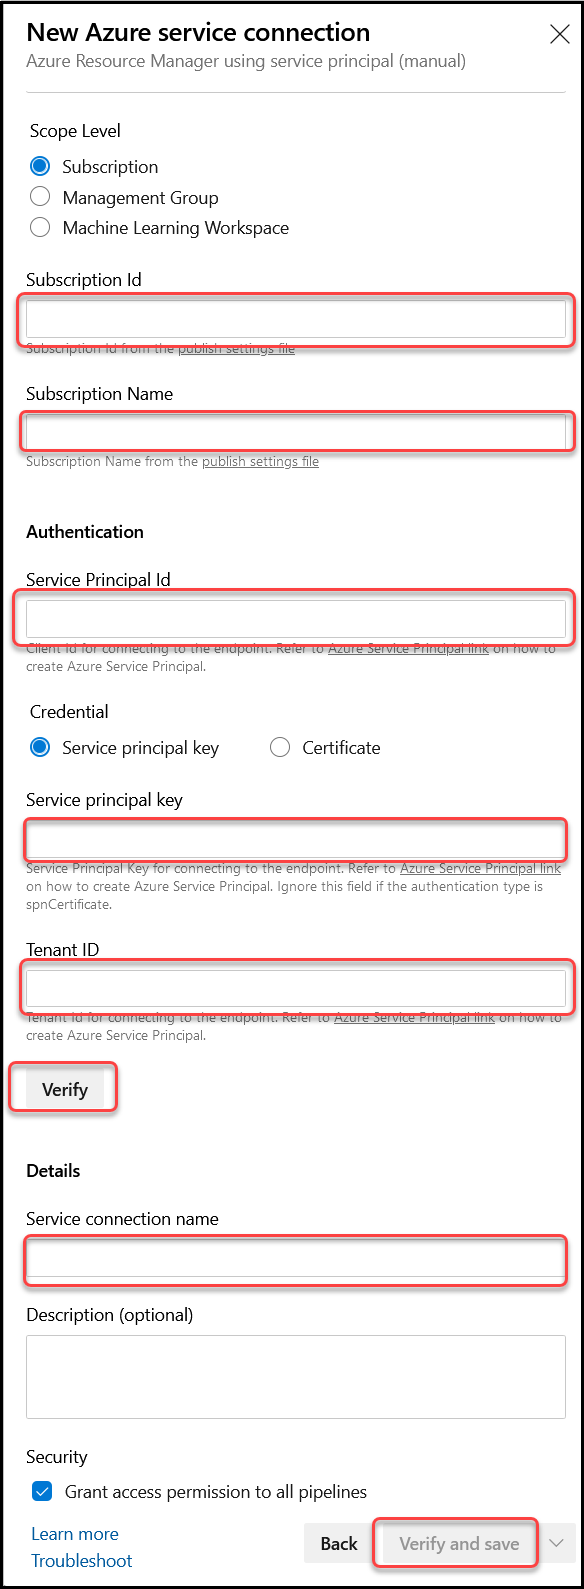 New Azure service connection
Azure Resource Manager using service principal (manual)
Scope Level
Subscription
Management Group
Machine Learning Workspace
Subscription Id
Subscription Id from the publish settings file
Subscription Name
Subscription Name from the publish settings file
Authentication
Service Principal Id
Client Id for connecting to the endpoint. Refer to Azure Service Principal link on how to
create Azure Service Principal.
Credential
Service principal key Certificate
Service principal key
Service Principal Key for connecting to the endpoint. Refer to Azure Service Principal link
on how to create Azure Service Principal. Ignore this field if the authentication type is
spnCertificate.
Tenant ID
Tenant Id for connecting to the endpoint. Refer to Azure Service Principal link on how to
create Azure Service Principal.
Verify
Details
Service connection name
Description (optional)
Security
Grant access permission to all pipelines
Learn more
Troubleshoot
Back Verify and save